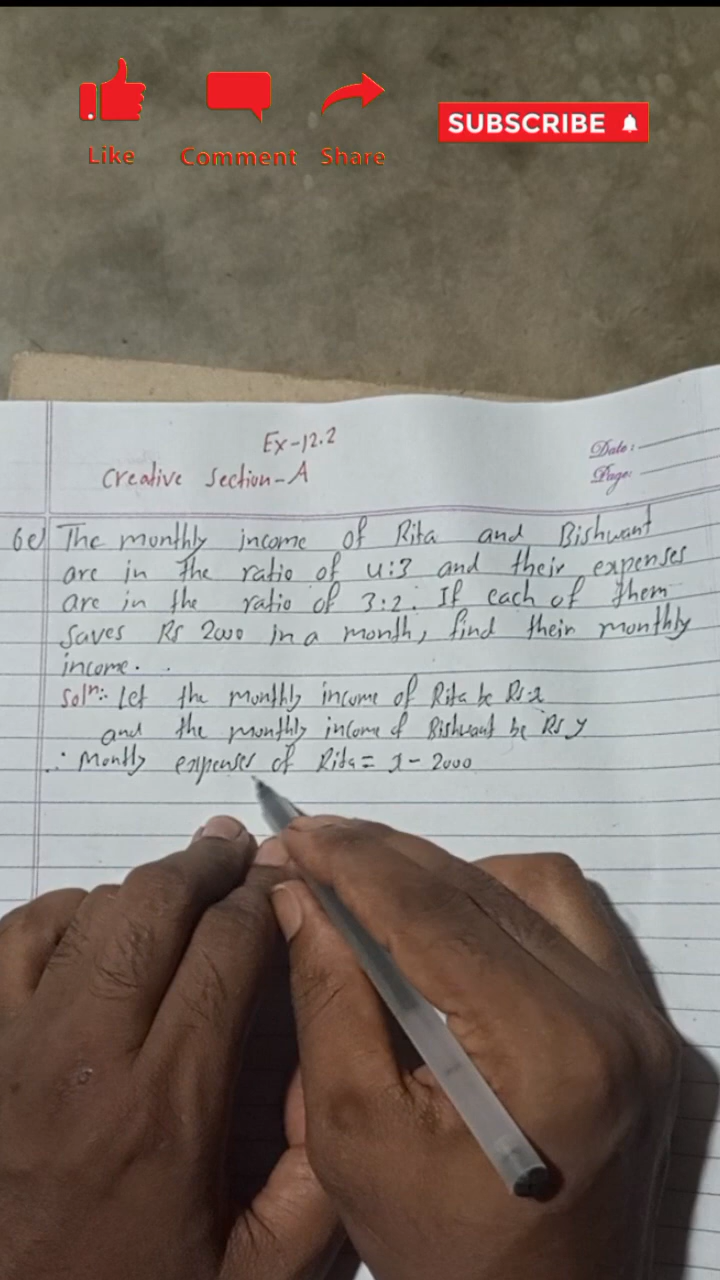 Like Comment Share
SUBSCRIBE
Ex-12.2
Date:
Creative Section-A
Page:
6e) The monthly income of Rita and Bishwant
are in the ratio of 4:3 and their expenses
are in the ratio of 3:2. If each of them
saves Rs 2000 in a month, find their monthly
income.
Solⁿ: Let the monthly income of Rita be Rs x
and the monthly income of Bishwant be Rs y
∴ Montly expenses of Rita = x - 2000